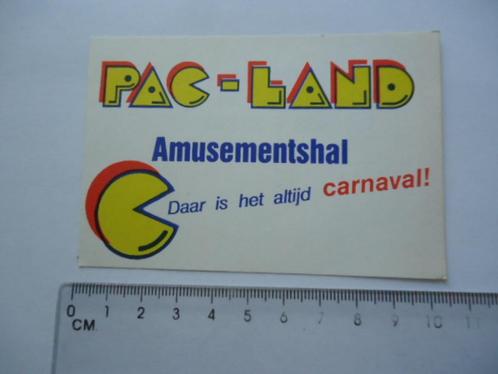 PAC-LAND
Amusementshal
Daar is het altijd carnaval!
0 1 2 3 4 5 6 7 8 9 10 11
CM